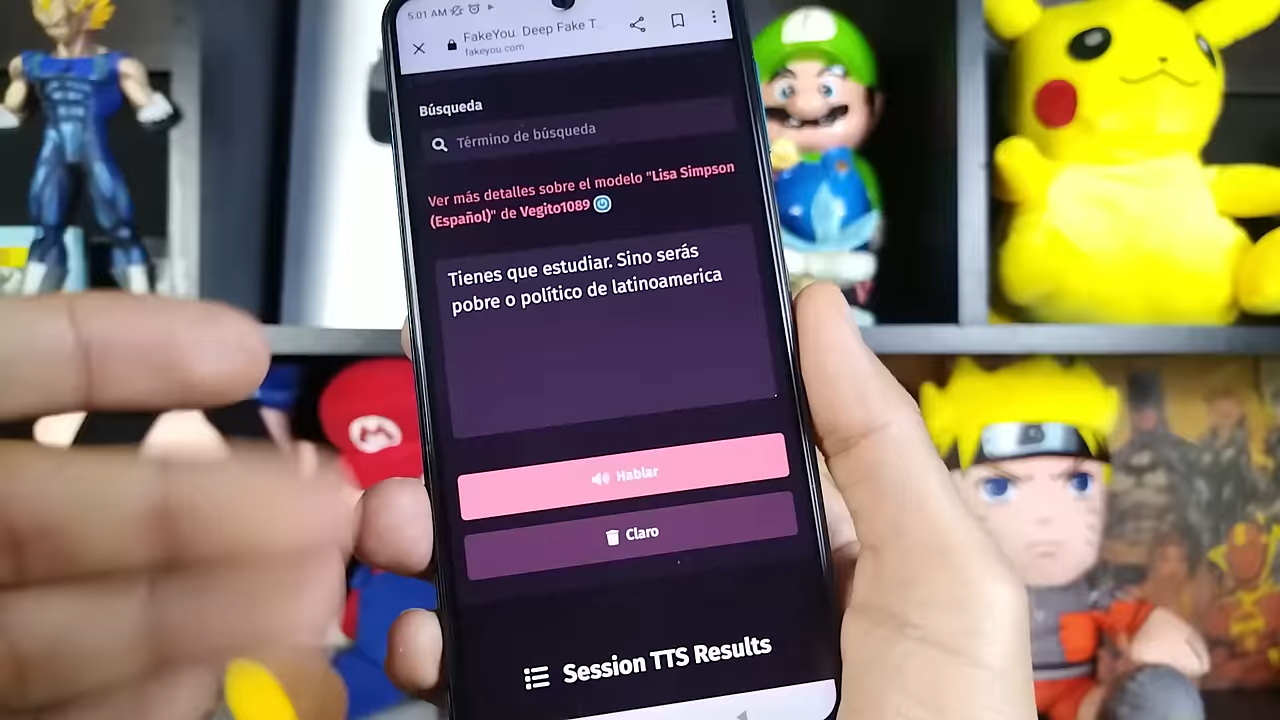 5:01 AM
FakeYou. Deep Fake T...
fakeyou.com
Búsqueda
Término de búsqueda
Ver más detalles sobre el modelo "Lisa Simpson
(Español)" de Vegito1089
Tienes que estudiar. Sino serás
pobre o político de latinoamerica
Hablar
Claro
Session TTS Results
M